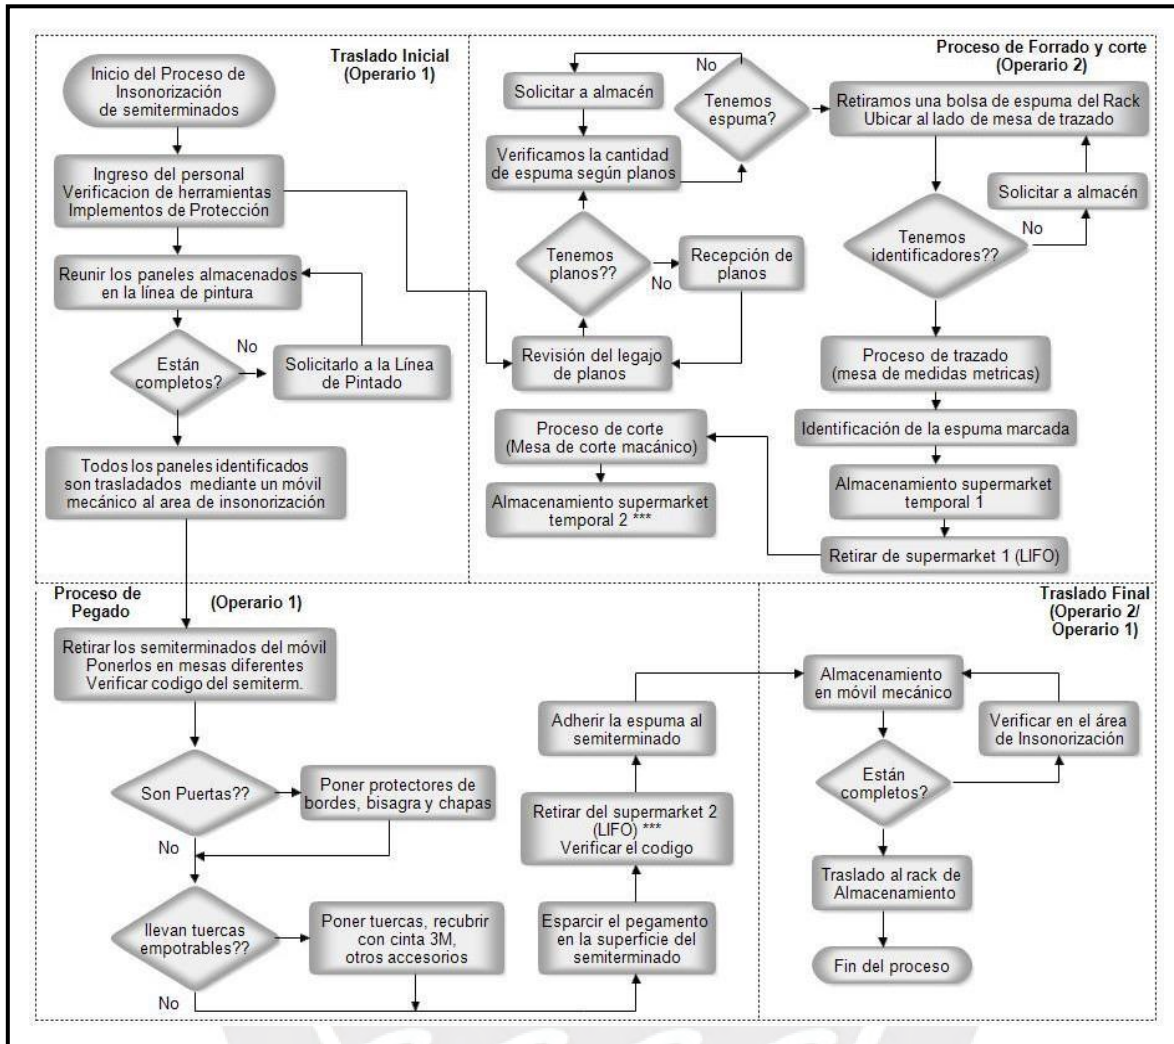 Traslado Inicial
(Operario 1)
Inicio del Proceso de
Insonorización
de semiterminados
Ingreso del personal
Verificacion de herramientas
Implementos de Protección
Reunir los paneles almacenados
en la línea de pintura
Están
completos?
No
Solicitarlo a la Línea
de Pintado
Todos los paneles identificados
son trasladados mediante un móvil
mecánico al area de insonorización
Proceso de Forrado y corte
(Operario 2)
No
Solicitar a almacén
Tenemos
espuma?
Retiramos una bolsa de espuma del Rack
Ubicar al lado de mesa de trazado
Verificamos la cantidad
de espuma según planos
Solicitar a almacén
No
Tenemos
identificadores??
Tenemos
planos??
No
Recepción de
planos
Revisión del legajo
de planos
Proceso de trazado
(mesa de medidas metricas)
Identificación de la espuma marcada
Proceso de corte
(Mesa de corte macánico)
Almacenamiento supermarket
temporal 2 ***
Almacenamiento supermarket
temporal 1
Retirar de supermarket 1 (LIFO)
Proceso de
Pegado
(Operario 1)
Retirar los semiterminados del móvil
Ponerlos en mesas diferentes
Verificar codigo del semiterm.
Son Puertas??
Poner protectores de
bordes, bisagra y chapas
No
llevan tuercas
empotrables??
Poner tuercas, recubrir
con cinta 3M,
otros accesorios
No
Adherir la espuma al
semiterminado
Retirar del supermarket 2
(LIFO) ***
Verificar el codigo
Esparcir el pegamento
en la superficie del
semiterminado
Traslado Final
(Operario 2/
Operario 1)
Almacenamiento
en móvil mecánico
Verificar en el área
de Insonorización
Están
completos?
Traslado al rack de
Almacenamiento
Fin del proceso